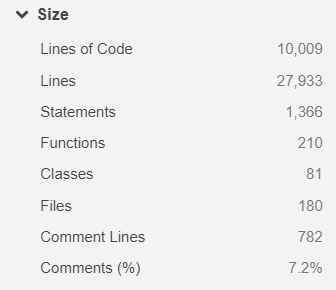 Size
Lines of Code 10,009
Lines 27,933
Statements 1,366
Functions 210
Classes 81
Files 180
Comment Lines 782
Comments (%) 7.2%